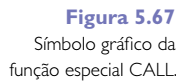 Figura 5.67
Símbolo gráfico da
função especial CALL.